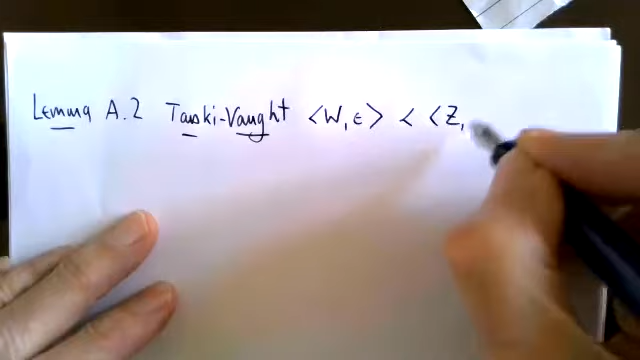 Lemma A.2 Tarski-Vaught <W, ϵ> < <Z,